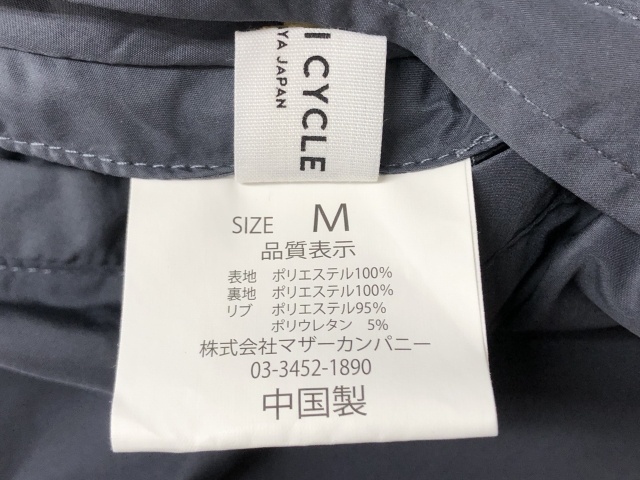 I CYCLE
YA JAPAN
SIZE M
品質表示
表地 ポリエステル100%
裏地 ポリエステル100%
リブ ポリエステル95%
ポリウレタン 5%
株式会社マザーカンパニー
03-3452-1890
中国製